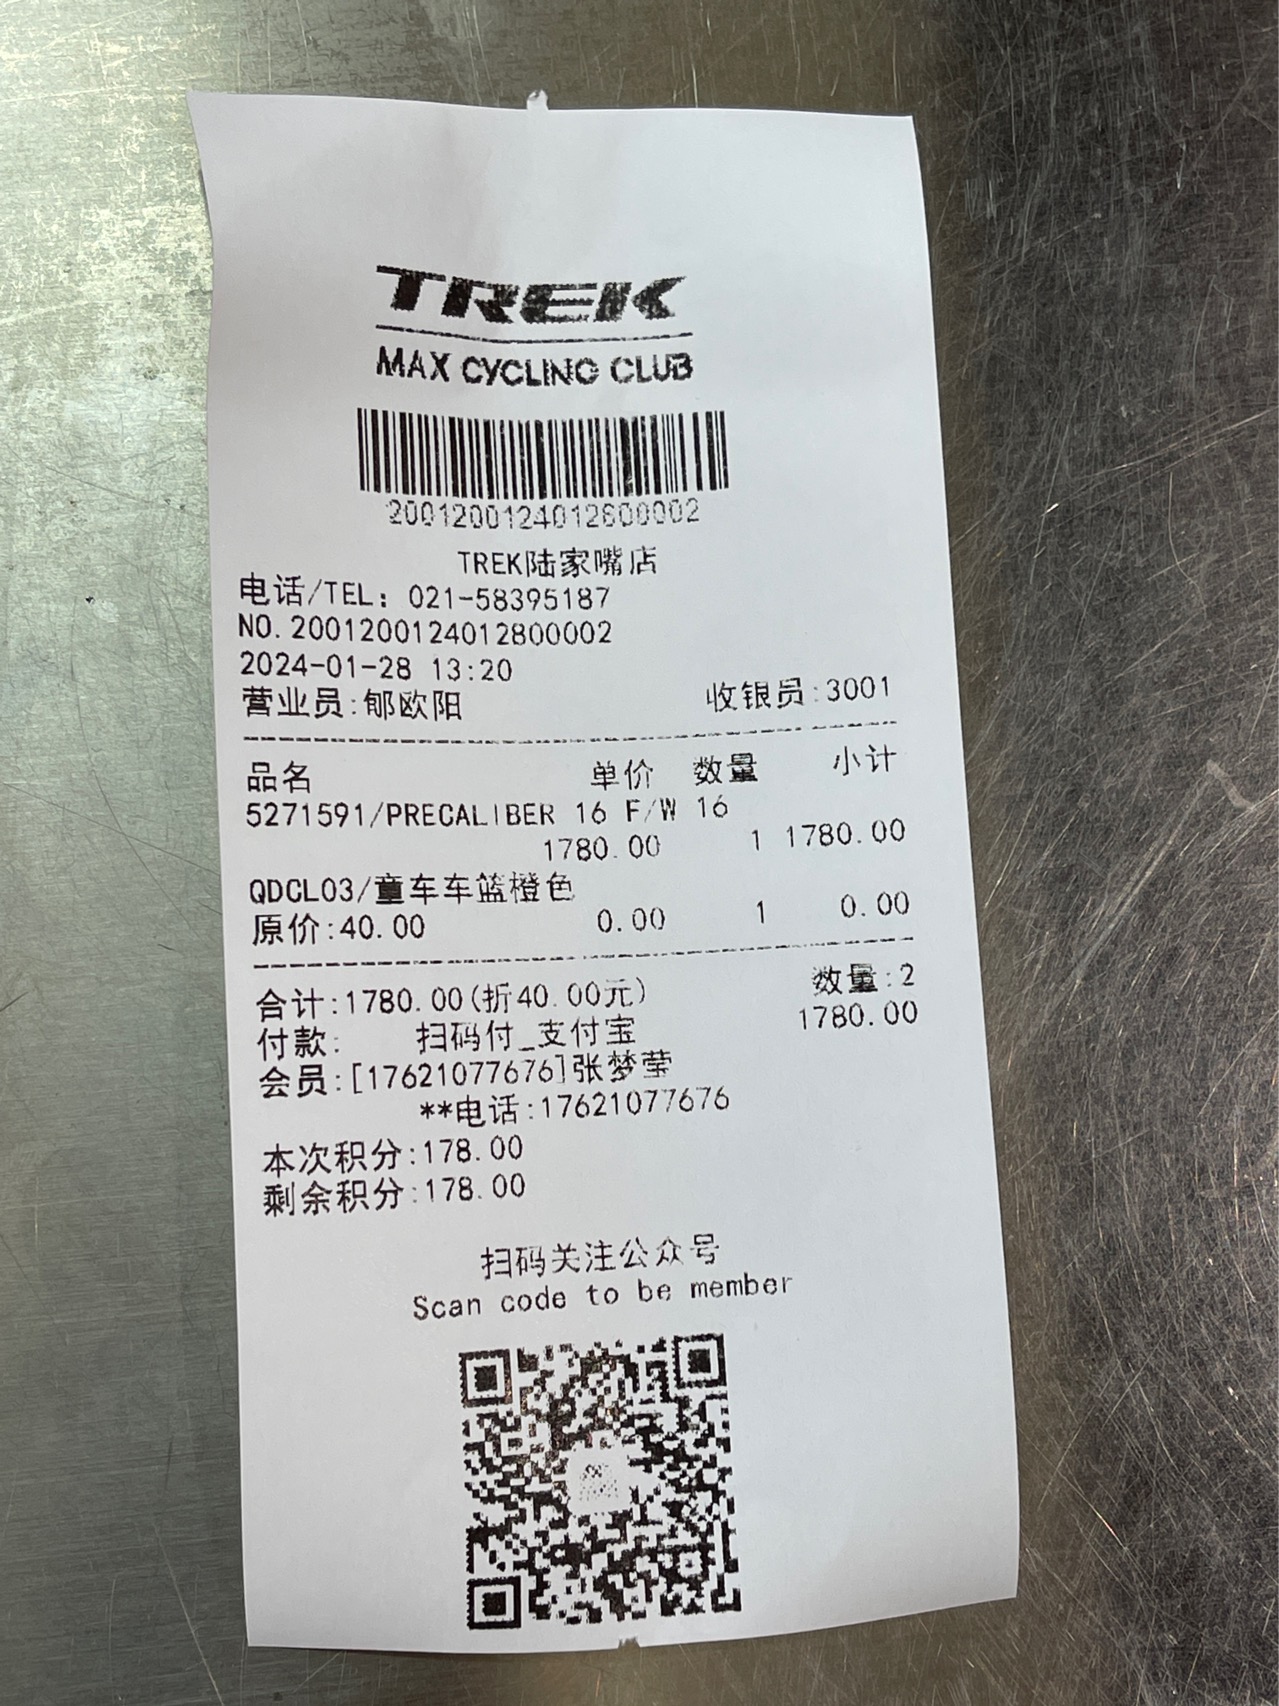 TREK
MAX CYCLING CLUB
2001200124012800002
TREK陆家嘴店
电话/TEL: 021-58395187
NO.2001200124012800002
2024-01-28 13:20
营业员:郇欧阳 收银员:3001
品名 单价 数量 小计
5271591/PRECALIBER 16 F/W 16
1780.00 1 1780.00
QDCL03/童车车篮橙色
原价:40.00 0.00 1 0.00
合计:1780.00(折40.00元) 数量:2
付款: 扫码付_支付宝 1780.00
会员:[17621077676]张梦莹
**电话:17621077676
本次积分:178.00
剩余积分:178.00
扫码关注公众号
Scan code to be member